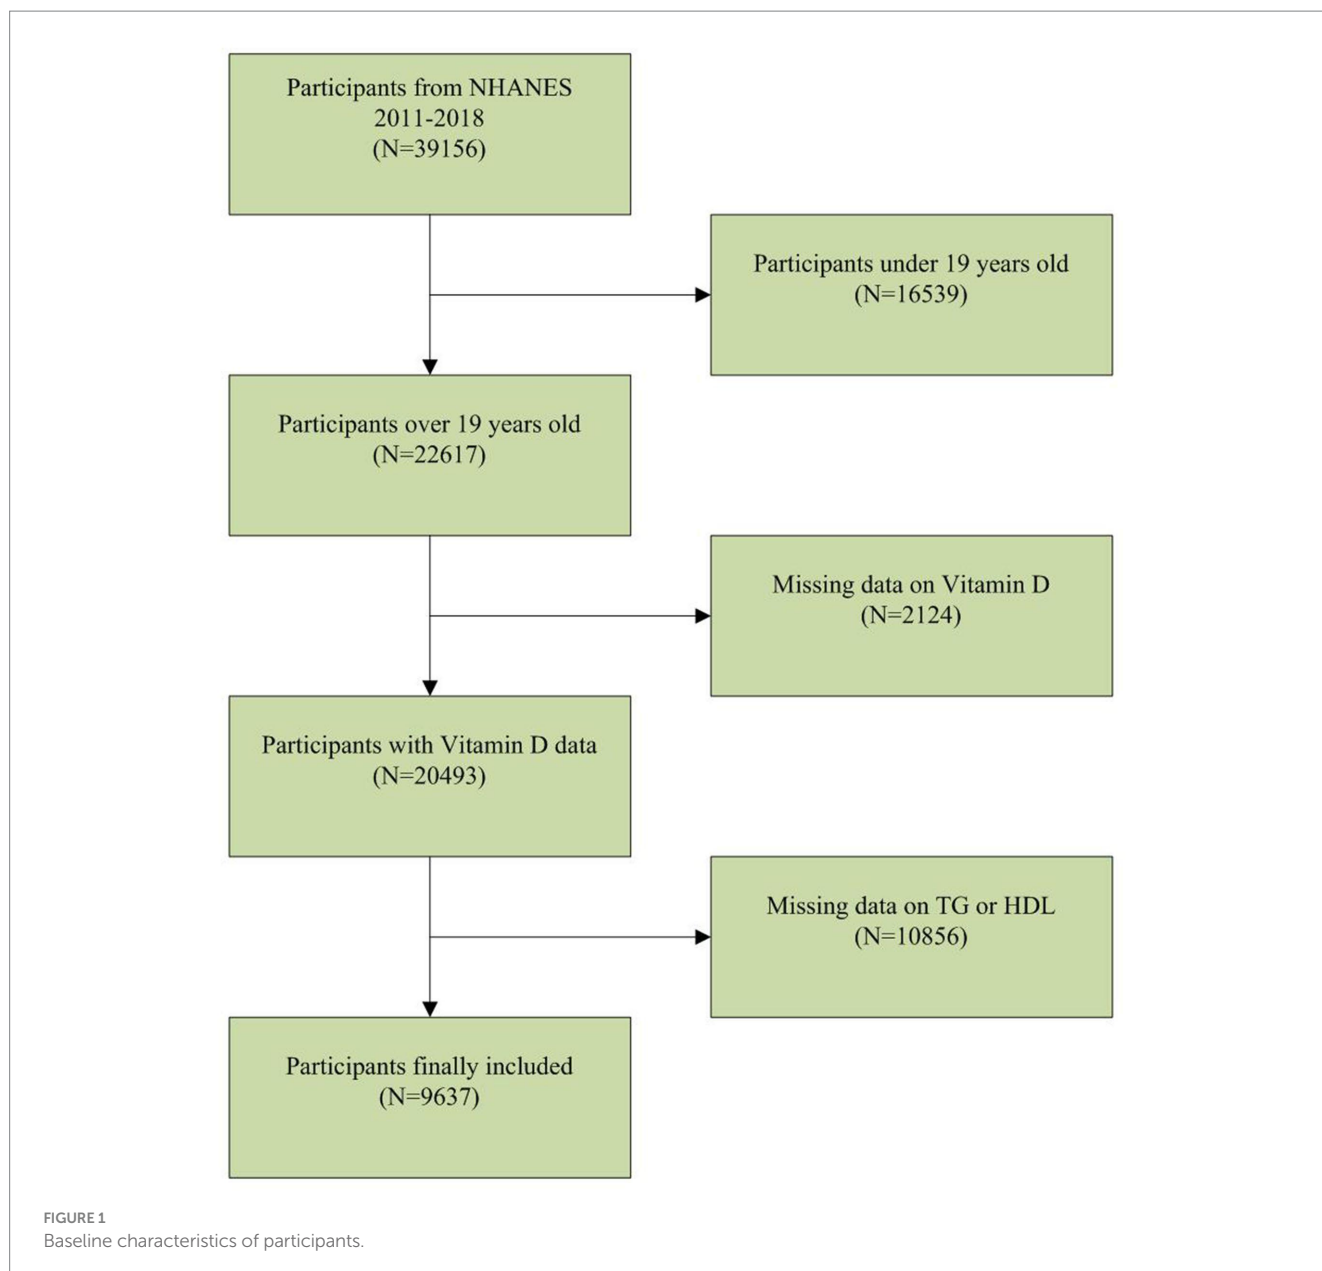 Participants from NHANES
2011-2018
(N=39156)
Participants under 19 years old
(N=16539)
Participants over 19 years old
(N=22617)
Missing data on Vitamin D
(N=2124)
Participants with Vitamin D data
(N=20493)
Missing data on TG or HDL
(N=10856)
Participants finally included
(N=9637)
FIGURE 1
Baseline characteristics of participants.